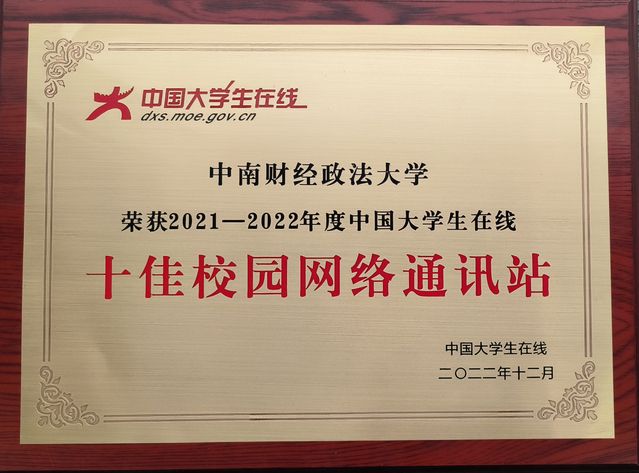 中国大学生在线
dxs.moe.gov.cn
中南财经政法大学
荣获2021—2022年度中国大学生在线
十佳校园网络通讯站
中国大学生在线
二〇二二年十二月